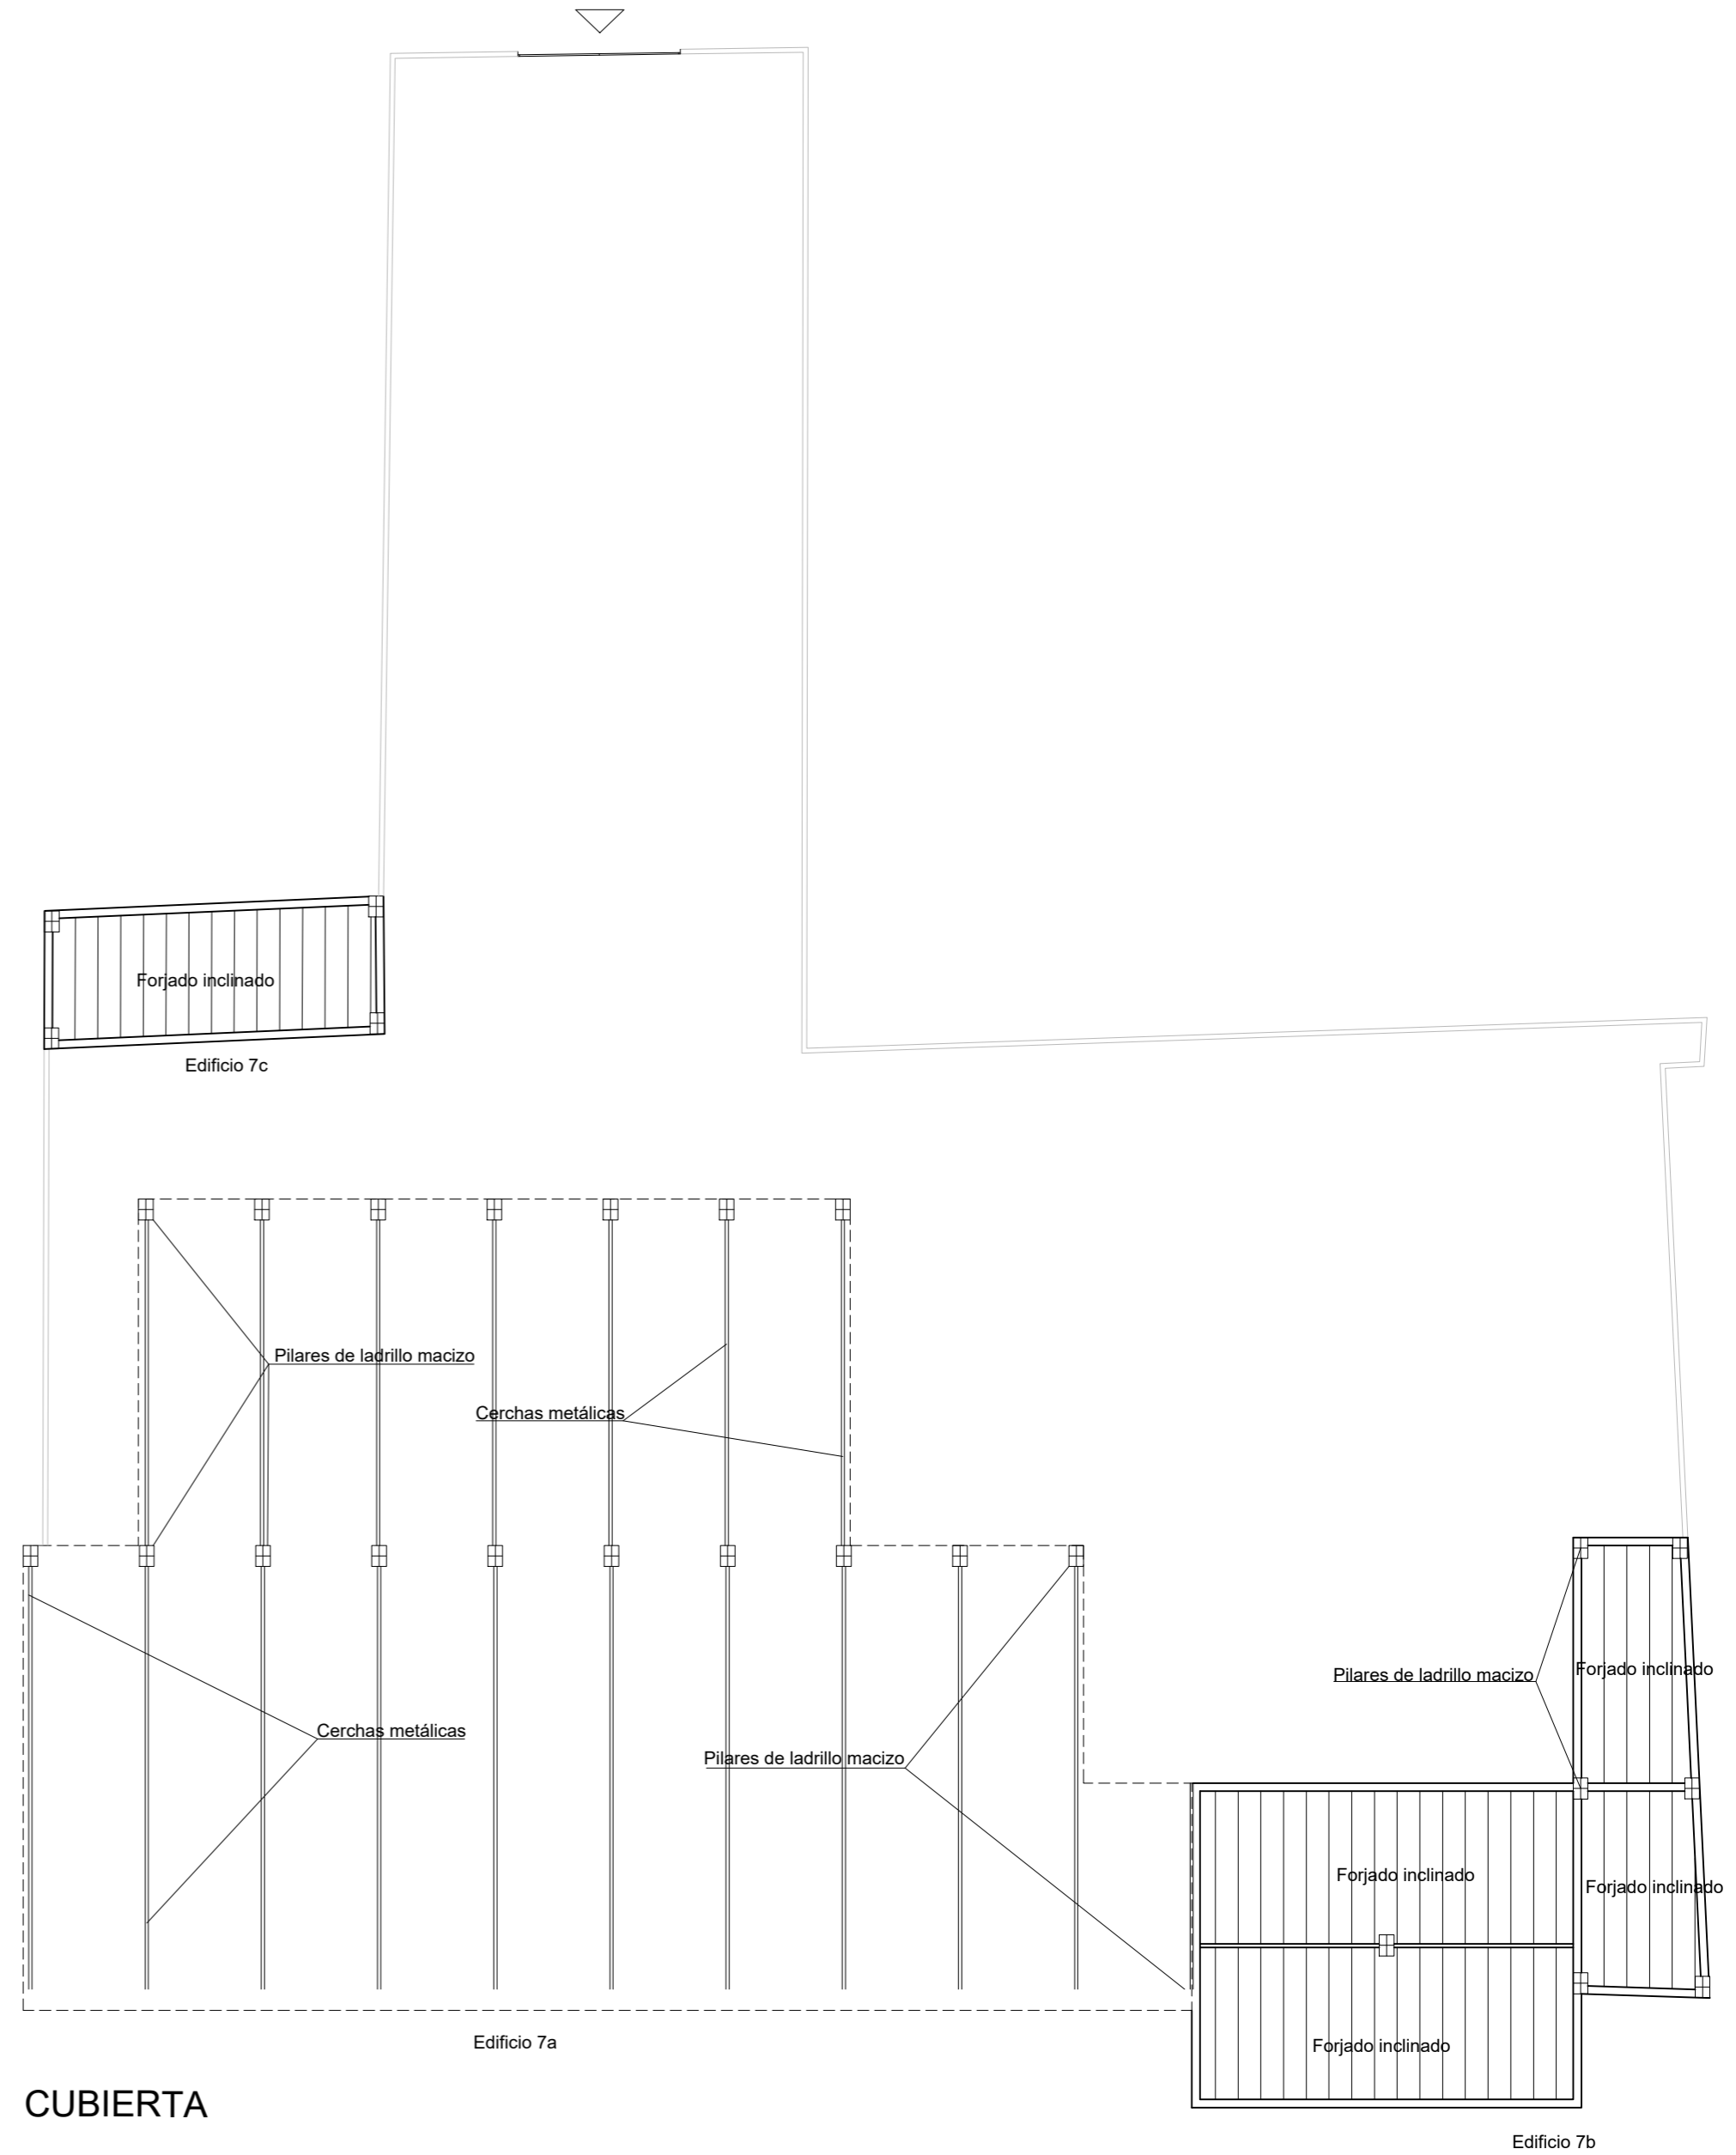 Forjado inclinado
Edificio 7c
Pilares de ladrillo macizo
Cerchas metálicas
Pilares de ladrillo macizo
Forjado inclinado
Cerchas metálicas
Pilares de ladrillo macizo
Forjado inclinado
Forjado inclinado
Edificio 7a
Forjado inclinado
CUBIERTA
Edificio 7b